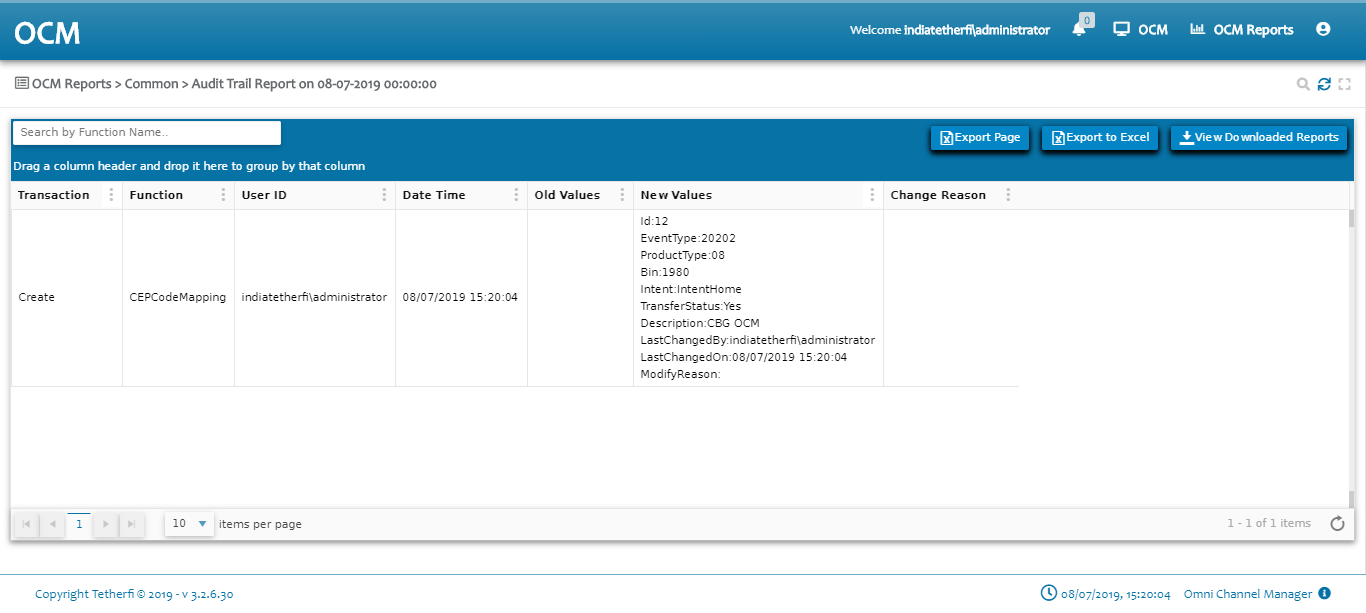 OCM
Welcome indiatetherfi\administrator
0
OCM
OCM Reports
OCM Reports > Common > Audit Trail Report on 08-07-2019 00:00:00
Search by Function Name..
Export Page
Export to Excel
View Downloaded Reports
Drag a column header and drop it here to group by that column
Transaction Function User ID Date Time Old Values New Values Change Reason
Create CEPCodeMapping indiatetherfi\administrator 08/07/2019 15:20:04
Id:12
EventType:20202
ProductType:08
Bin:1980
Intent:IntentHome
TransferStatus:Yes
Description:CBG OCM
LastChangedBy:indiatetherfi\administrator
LastChangedOn:08/07/2019 15:20:04
ModifyReason:
1
10 items per page
1 - 1 of 1 items
Copyright Tetherfi © 2019 - v 3.2.6.30
08/07/2019, 15:20:04
Omni Channel Manager